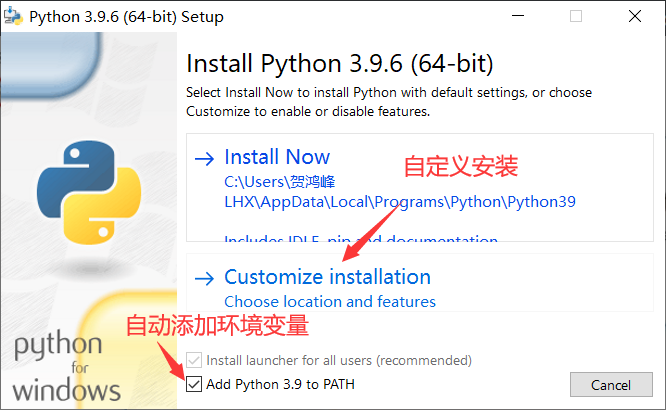 Python 3.9.6 (64-bit) Setup
Install Python 3.9.6 (64-bit)
Select Install Now to install Python with default settings, or choose
Customize to enable or disable features.
Install Now
自定义安装
C:\Users\贺鸿峰
LHX\AppData\Local\Programs\Python\Python39
Includes IDLE, pip and documentation
Customize installation
Choose location and features
自动添加环境变量
Install launcher for all users (recommended)
Add Python 3.9 to PATH
Cancel
python
for
windows